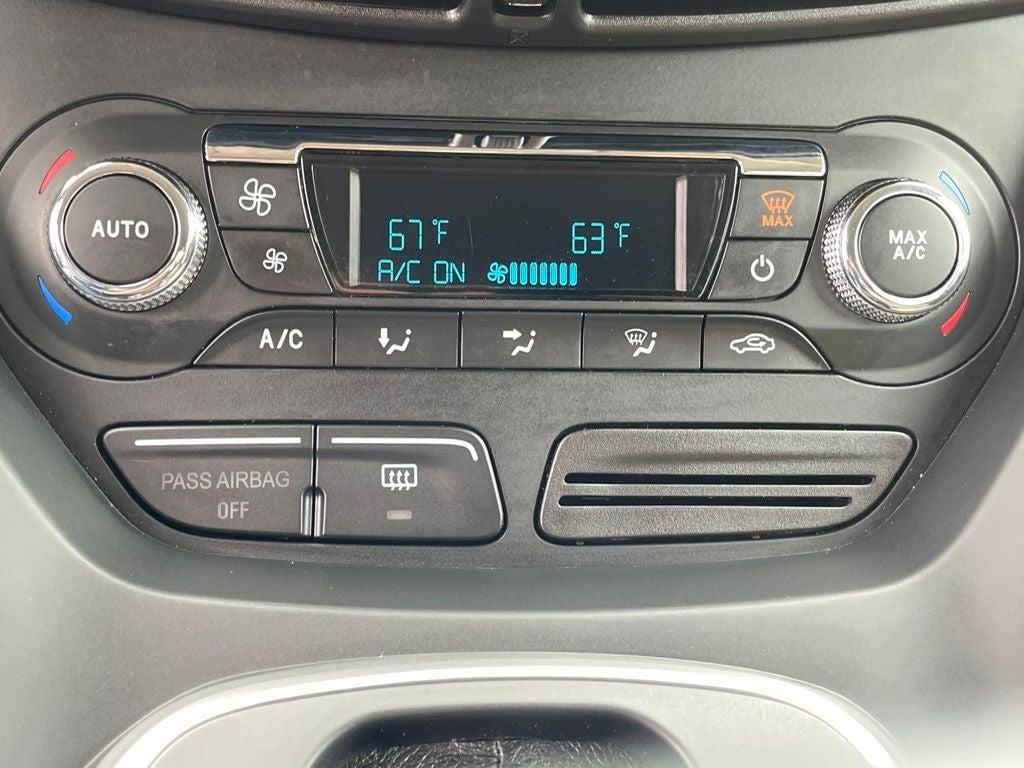 AUTO
67°F 63°F
A/C ON
MAX
MAX
A/C
A/C
PASS AIRBAG
OFF